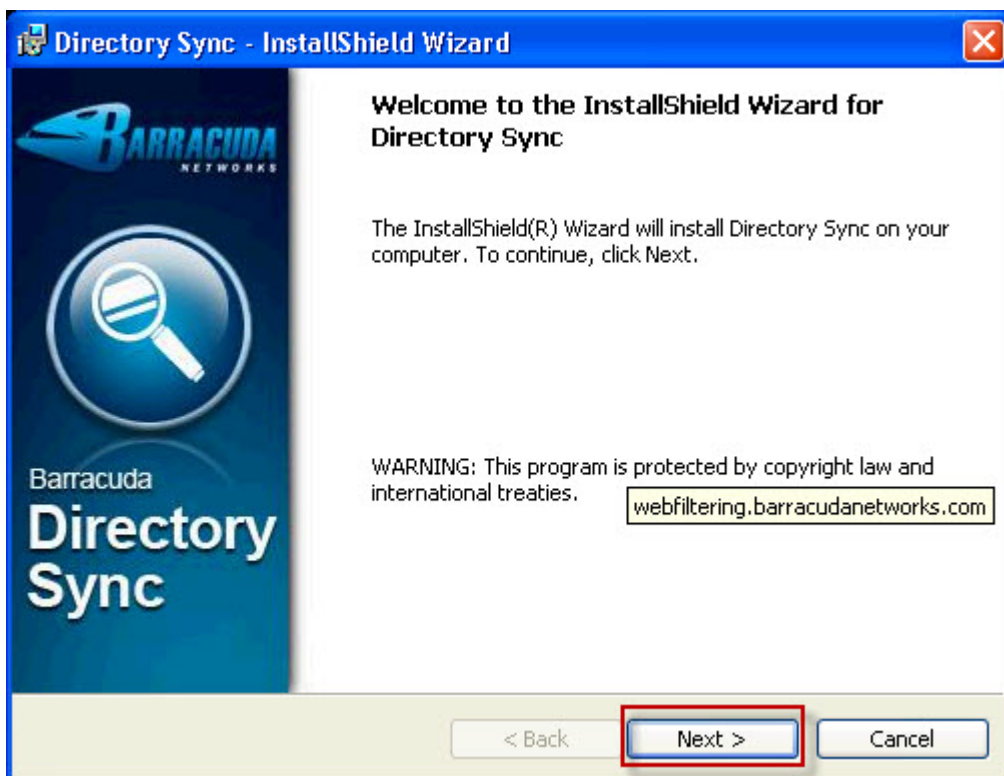 Directory Sync - InstallShield Wizard
BARRACUDA
NETWORKS
Barracuda
Directory
Sync
Welcome to the InstallShield Wizard for
Directory Sync
The InstallShield(R) Wizard will install Directory Sync on your
computer. To continue, click Next.
WARNING: This program is protected by copyright law and
international treaties.
webfiltering.barracudanetworks.com
< Back
Next >
Cancel